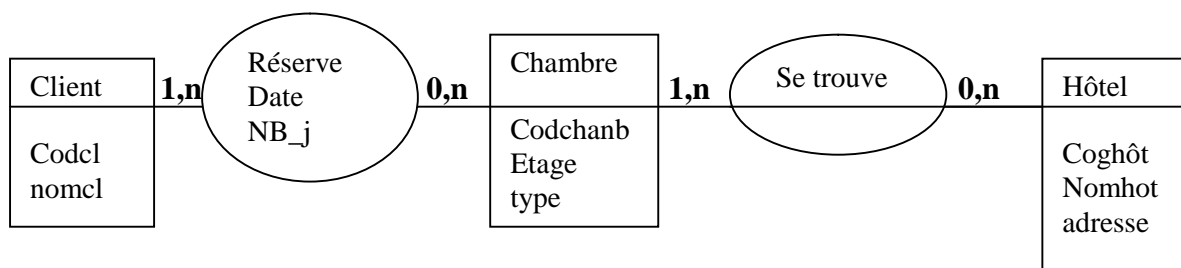 Client
Codcl
nomcl
1,n
Réserve
Date
NB_j
0,n
Chambre
Codchanb
Etage
type
1,n
Se trouve
0,n
Hôtel
Coghôt
Nomhot
adresse